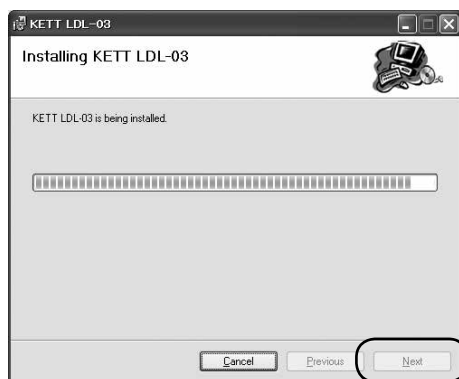 KETT LDL-03
Installing KETT LDL-03
KETT LDL-03 is being installed.
Cancel
Previous
Next